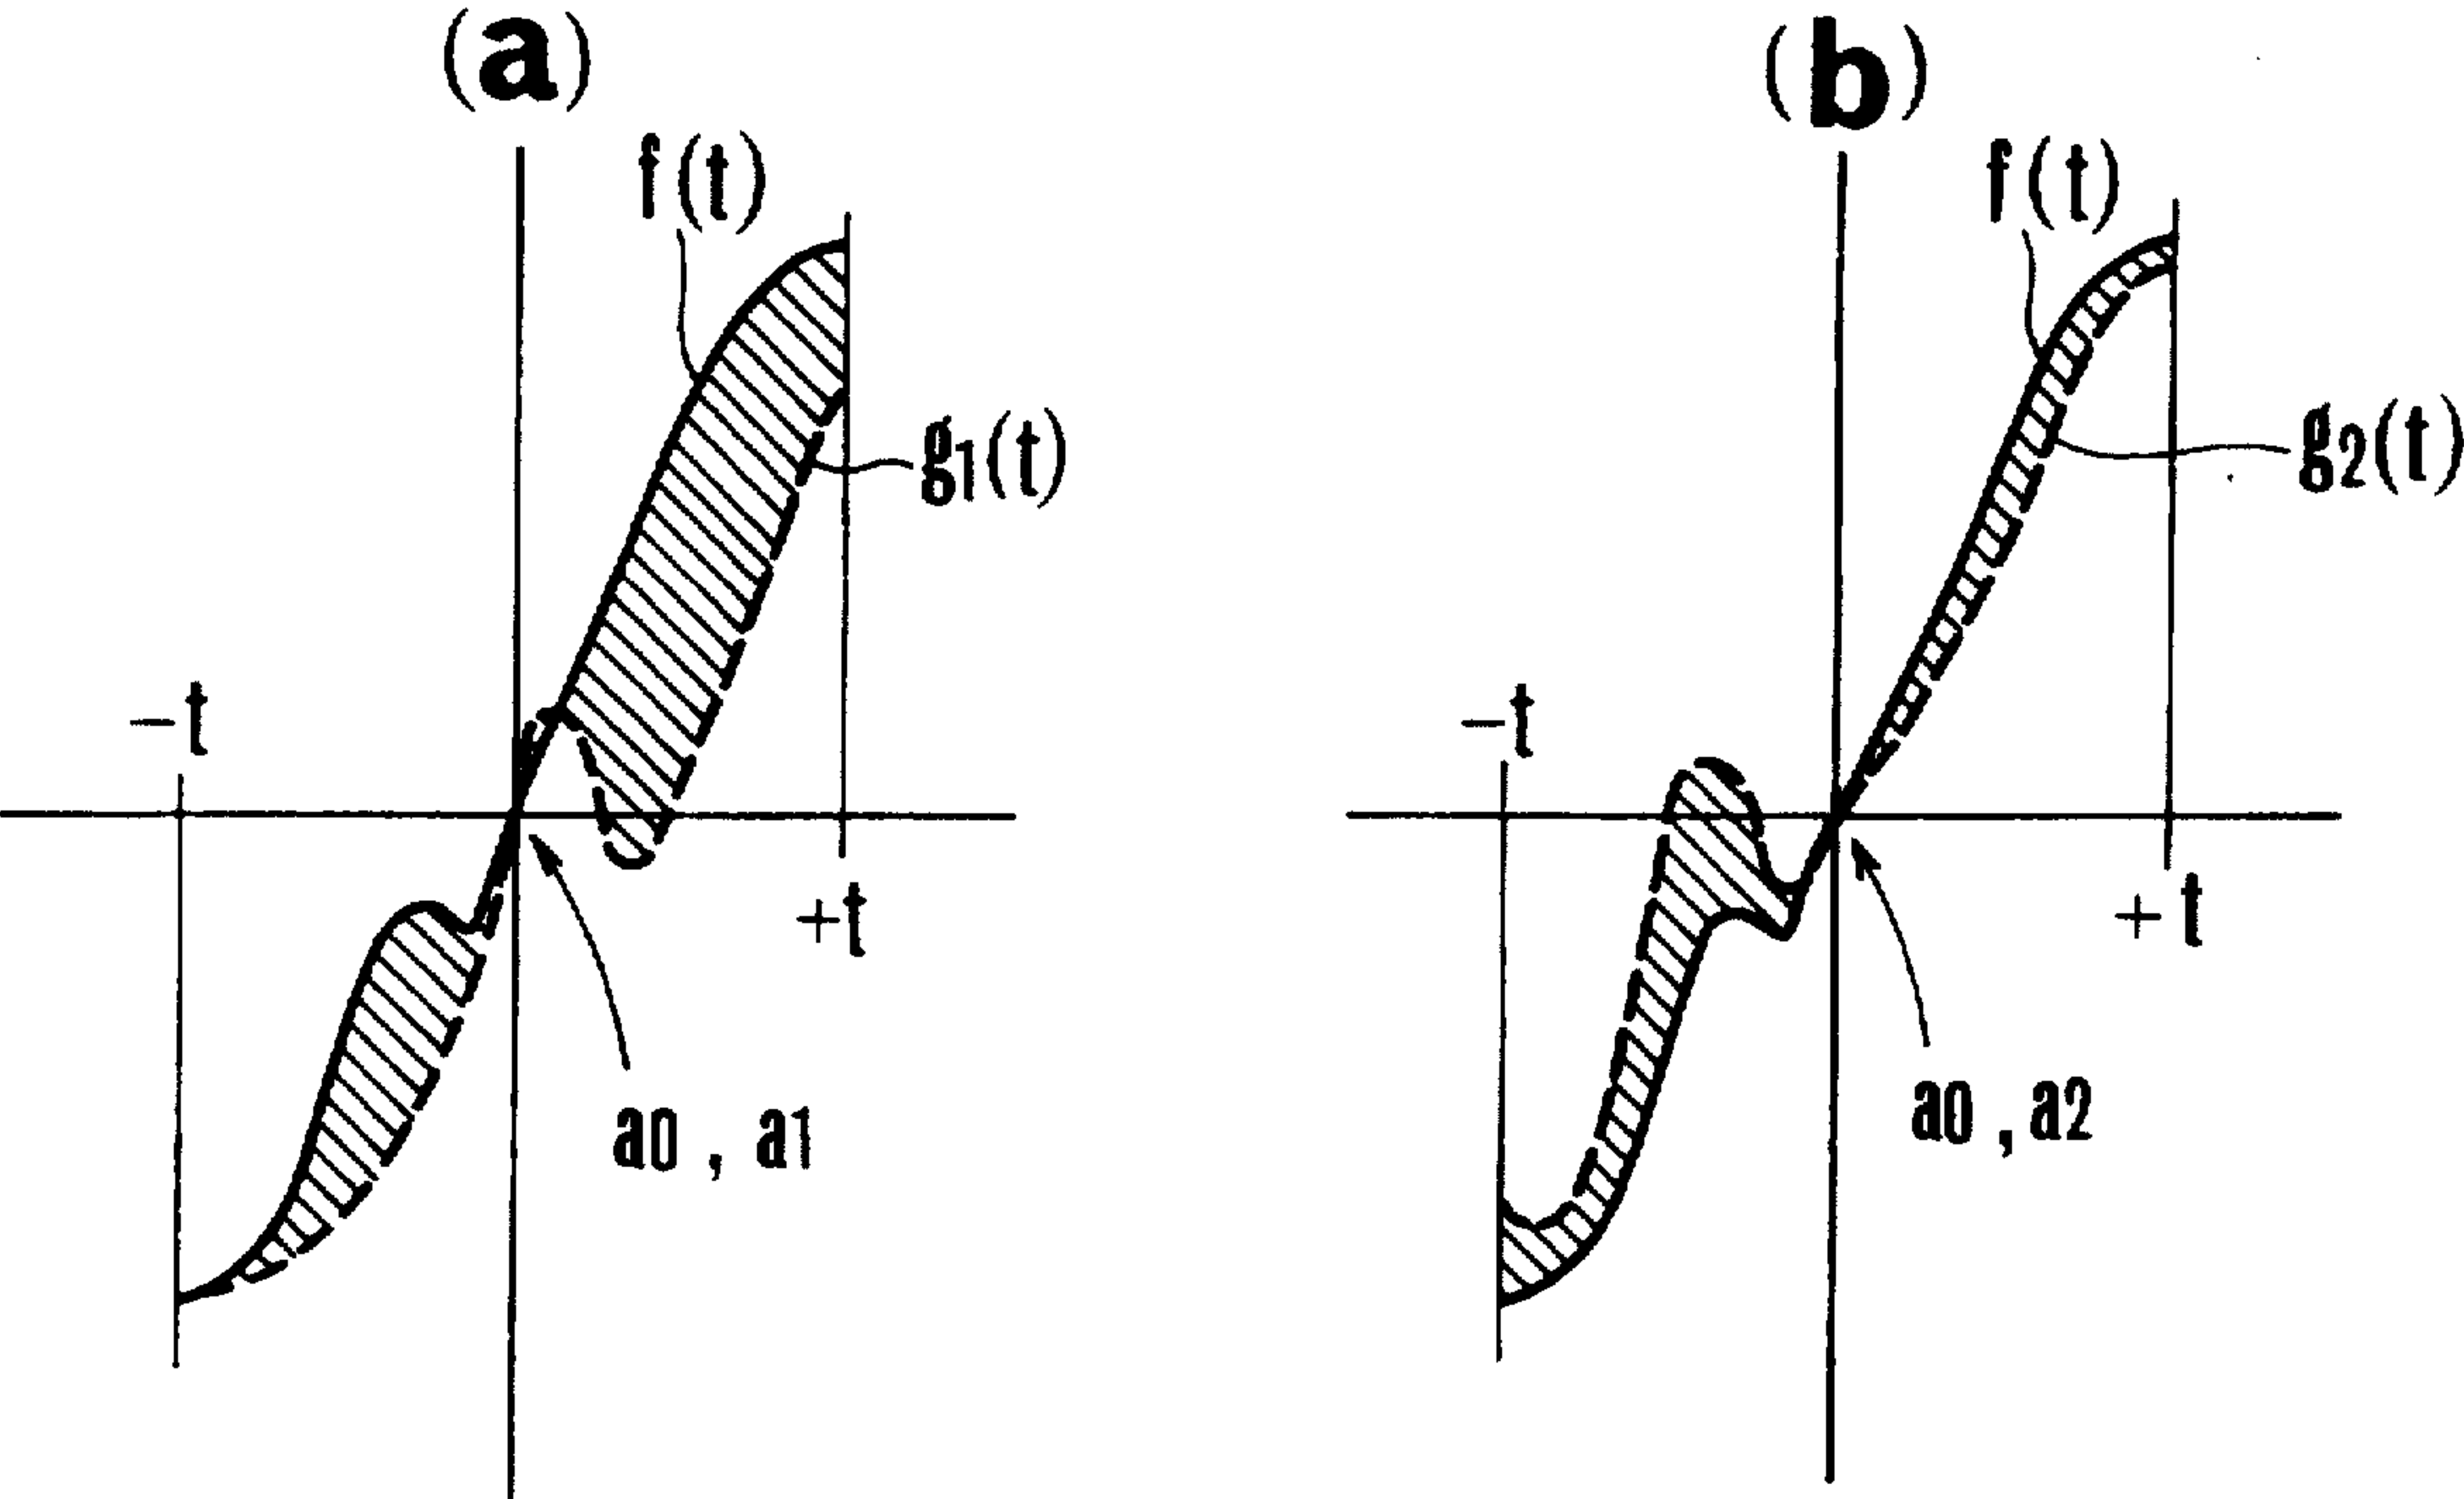 (a)
f(t)
g1(t)
−t
+t
a0 , a1
(b)
f(t)
g2(t)
−t
+t
a0 , a2